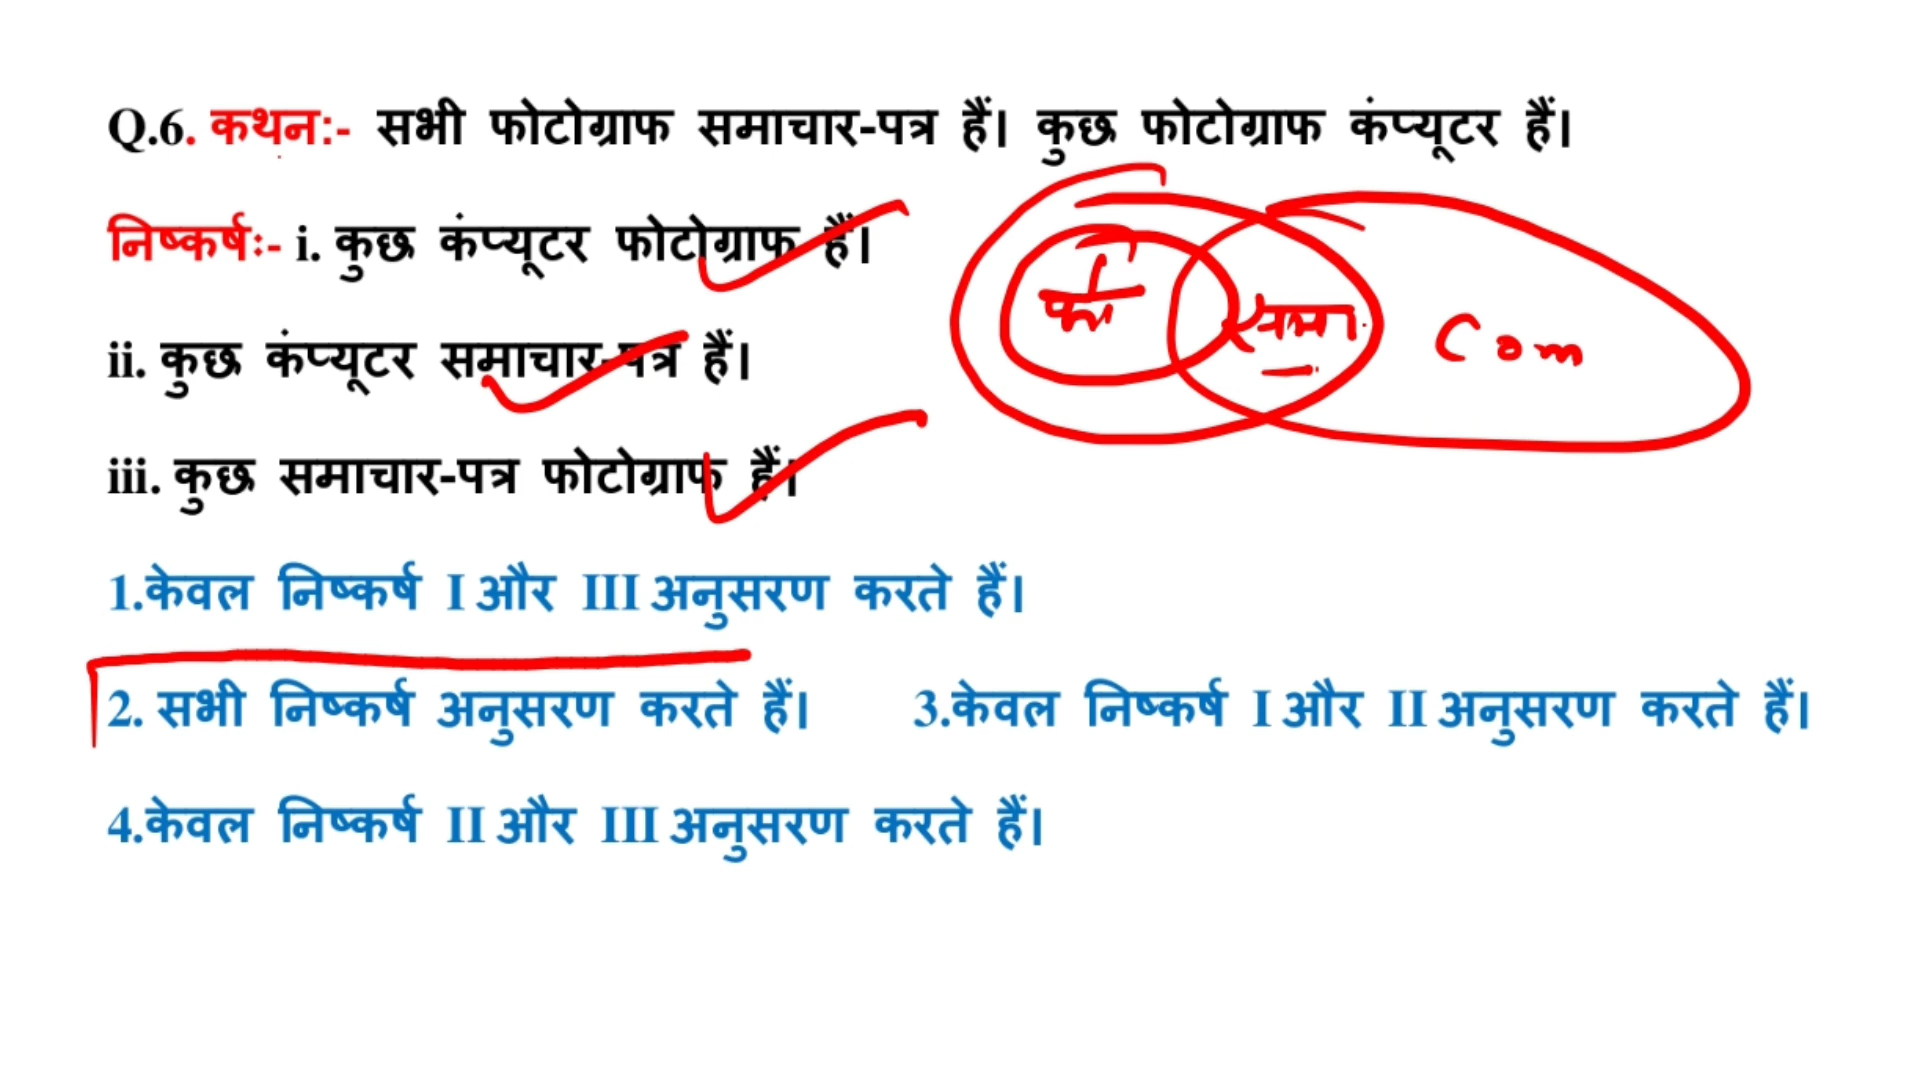 Q.6. कथन:- सभी फोटोग्राफ समाचार-पत्र हैं। कुछ फोटोग्राफ कंप्यूटर हैं।
निष्कर्षः- i. कुछ कंप्यूटर फोटोग्राफ हैं।
ii. कुछ कंप्यूटर समाचार-पत्र हैं।
iii. कुछ समाचार-पत्र फोटोग्राफ हैं।
फो
समा.
Com
1.केवल निष्कर्ष I और III अनुसरण करते हैं।
2. सभी निष्कर्ष अनुसरण करते हैं। 3.केवल निष्कर्ष I और II अनुसरण करते हैं।
4.केवल निष्कर्ष II और III अनुसरण करते हैं।